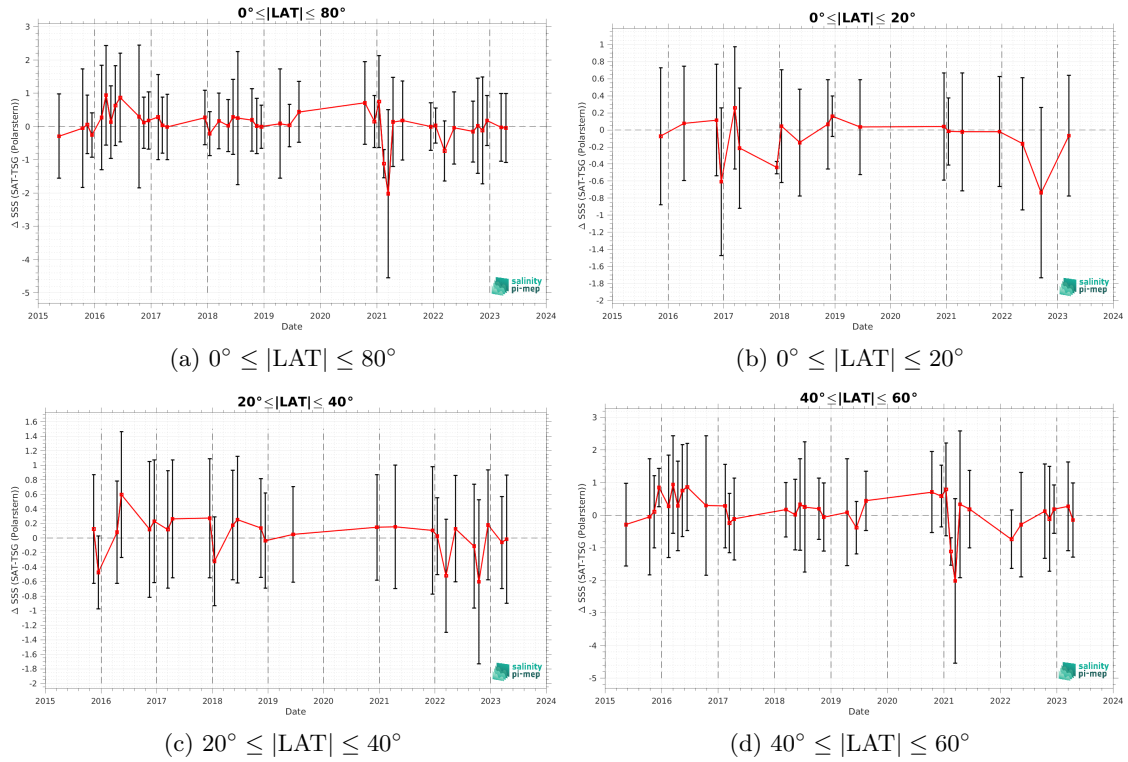 0°≤|LAT|≤ 80°
3
2
1
0
-1
-2
-3
-4
-5
Δ SSS (SAT-TSG (Polarstern))
2015 2016 2017 2018 2019 2020 2021 2022 2023 2024
Date
salinity
pi-mep
(a) 0° ≤ |LAT| ≤ 80°
0°≤|LAT|≤ 20°
1
0.8
0.6
0.4
0.2
0
-0.2
-0.4
-0.6
-0.8
-1
-1.2
-1.4
-1.6
-1.8
-2
Δ SSS (SAT-TSG (Polarstern))
2015 2016 2017 2018 2019 2020 2021 2022 2023 2024
Date
salinity
pi-mep
(b) 0° ≤ |LAT| ≤ 20°
20°≤|LAT|≤ 40°
1.6
1.4
1.2
1
0.8
0.6
0.4
0.2
0
-0.2
-0.4
-0.6
-0.8
-1
-1.2
-1.4
-1.6
-1.8
-2
Δ SSS (SAT-TSG (Polarstern))
2015 2016 2017 2018 2019 2020 2021 2022 2023 2024
Date
salinity
pi-mep
(c) 20° ≤ |LAT| ≤ 40°
40°≤|LAT|≤ 60°
3
2
1
0
-1
-2
-3
-4
-5
Δ SSS (SAT-TSG (Polarstern))
2015 2016 2017 2018 2019 2020 2021 2022 2023 2024
Date
salinity
pi-mep
(d) 40° ≤ |LAT| ≤ 60°